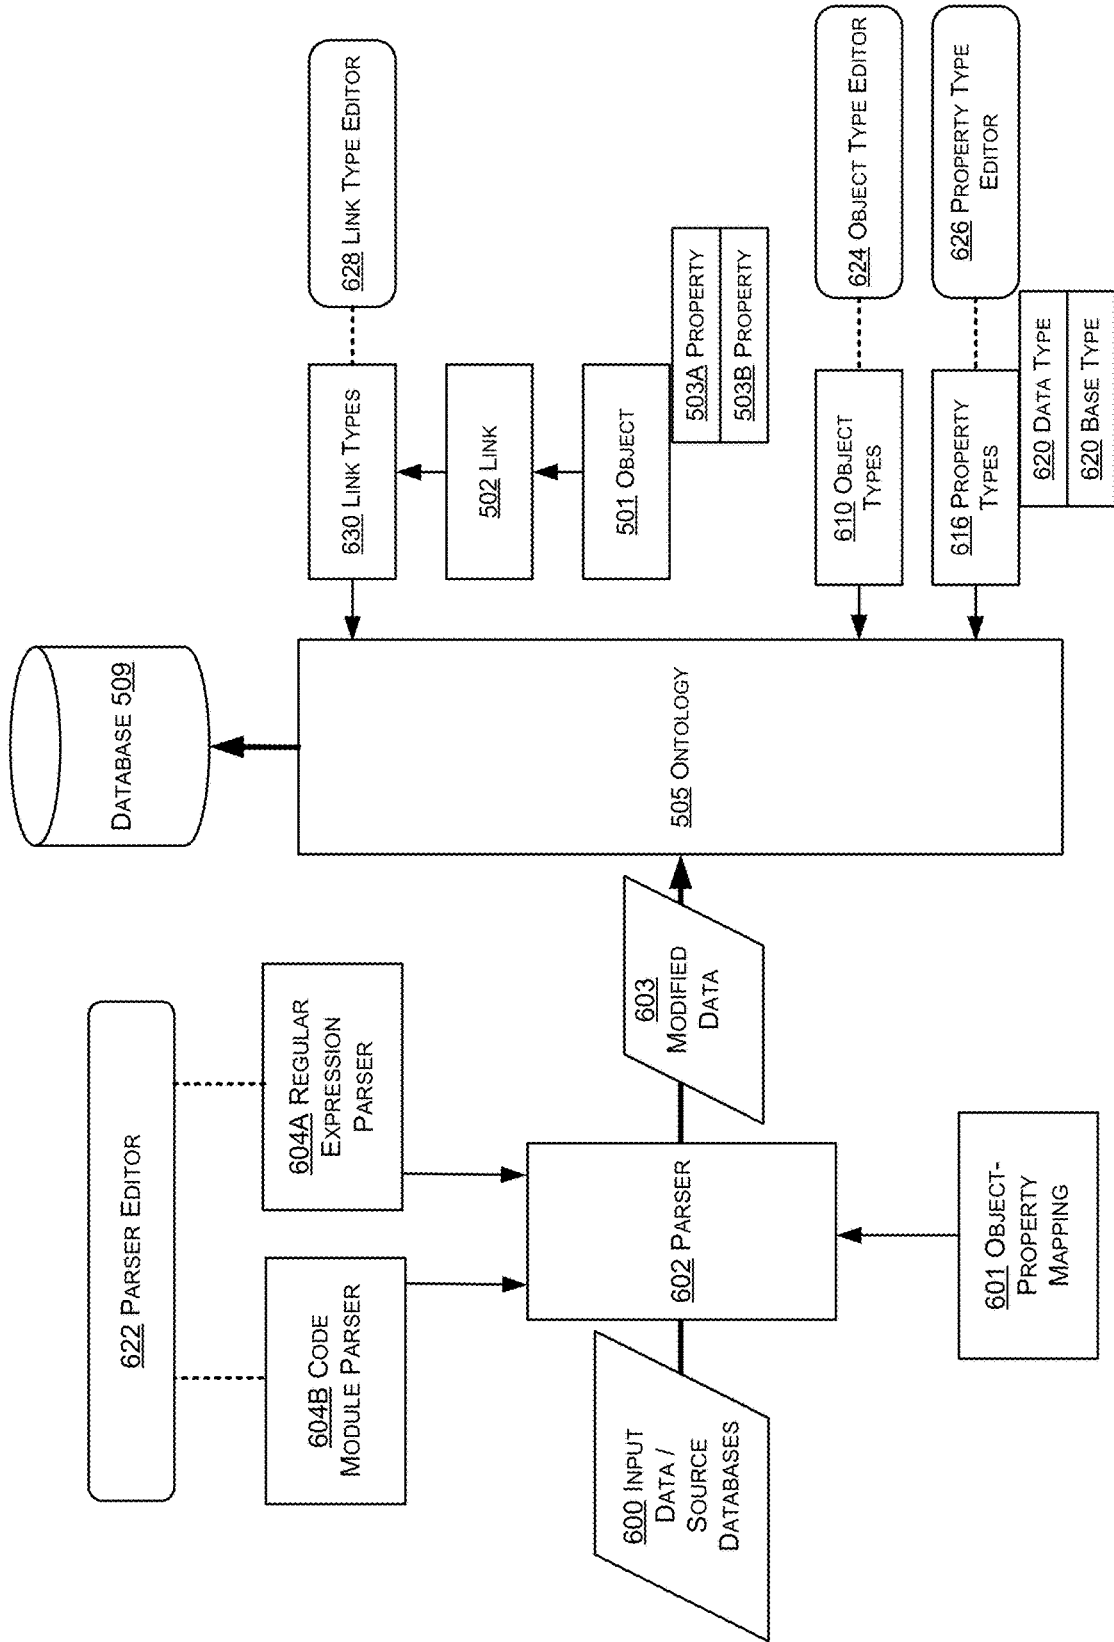 622 PARSER EDITOR
DATABASE 509
604B CODE
MODULE PARSER
604A REGULAR
EXPRESSION
PARSER
628 LINK TYPE EDITOR
630 LINK TYPES
502 LINK
501 OBJECT
503A PROPERTY
503B PROPERTY
600 INPUT
DATA /
SOURCE
DATABASES
602 PARSER
603
MODIFIED
DATA
505 ONTOLOGY
610 OBJECT
TYPES
624 OBJECT TYPE EDITOR
616 PROPERTY
TYPES
626 PROPERTY TYPE
EDITOR
620 DATA TYPE
620 BASE TYPE
601 OBJECT-
PROPERTY
MAPPING